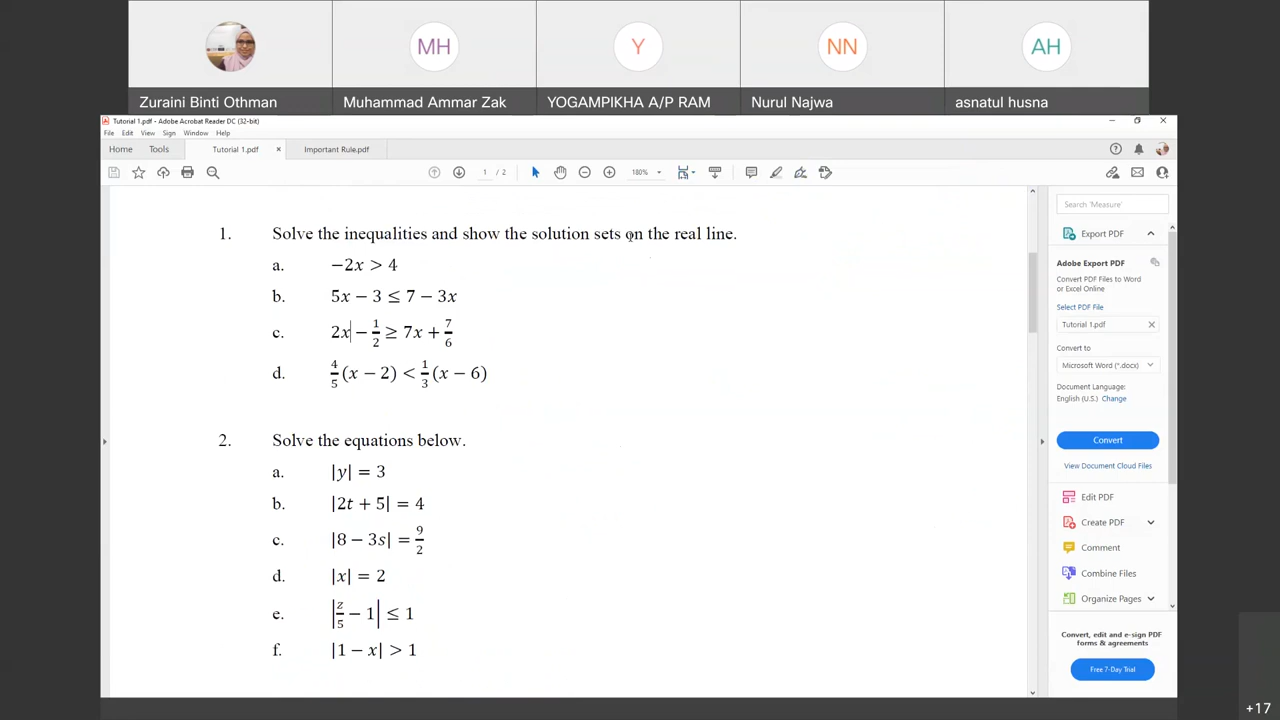 MH
Y
NN
AH
Zuraini Binti Othman
Muhammad Ammar Zak
YOGAMPIKHA A/P RAM
Nurul Najwa
asnatul husna
Tutorial 1.pdf - Adobe Acrobat Reader DC (32-bit)
File Edit View Sign Window Help
Home Tools Tutorial 1.pdf × Important Rule.pdf
1 / 2 180%
1. Solve the inequalities and show the solution sets on the real line.
a. −2x > 4
b. 5x − 3 ≤ 7 − 3x
c. 2x − 1/2 ≥ 7x + 7/6
d. 4/5 (x − 2) < 1/3 (x − 6)
2. Solve the equations below.
a. |y| = 3
b. |2t + 5| = 4
c. |8 − 3s| = 9/2
d. |x| = 2
e. |z/5 − 1| ≤ 1
f. |1 − x| > 1
Search 'Measure'
Export PDF
Adobe Export PDF
Convert PDF Files to Word
or Excel Online
Select PDF File
Tutorial 1.pdf
Convert to
Microsoft Word (*.docx)
Document Language:
English (U.S.) Change
Convert
View Document Cloud Files
Edit PDF
Create PDF
Comment
Combine Files
Organize Pages
Convert, edit and e-sign PDF
forms & agreements
Free 7-Day Trial
+17